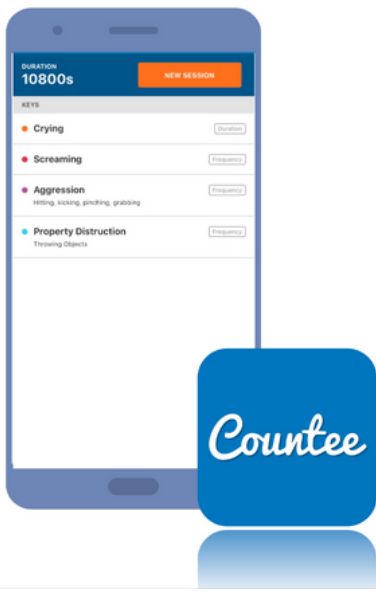 DURATION
10800s
NEW SESSION
KEYS
Crying
Duration
Screaming
Frequency
Aggression
Frequency
Hitting, kicking, pinching, grabbing
Property Distruction
Frequency
Throwing Objects
Countee